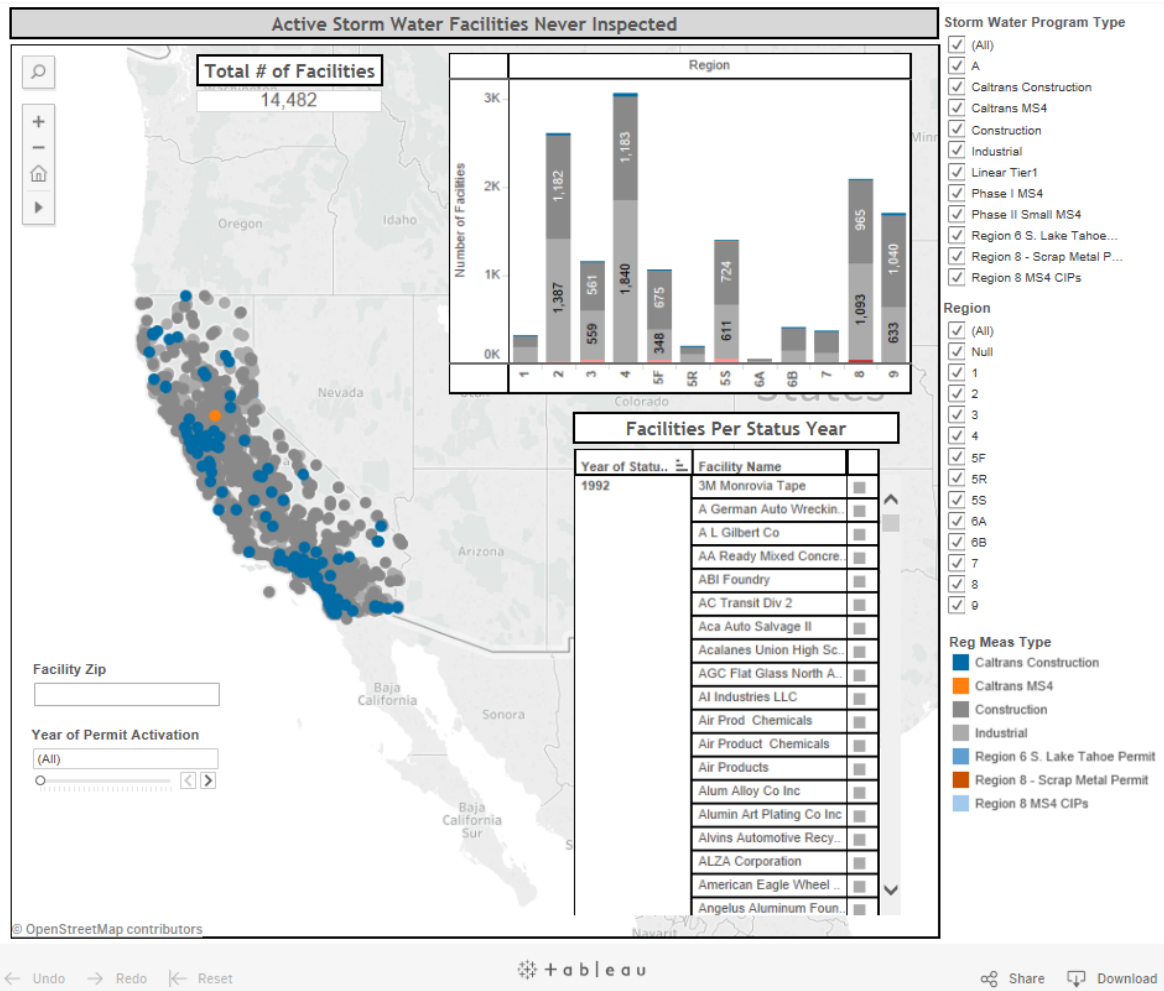 Active Storm Water Facilities Never Inspected
Total # of Facilities
14,482
Washington
Oregon
Idaho
Nevada
Colorado
Arizona
Baja
California
Sonora
Baja
California
Sur
Region
Number of Facilities
3K
2K
1K
0K
1,387
1,182
559
561
1,840
1,183
348
675
611
724
1,093
965
633
1,040
1
2
3
4
5F
5R
5S
6A
6B
7
8
9
Facilities Per Status Year
Year of Statu.. Facility Name
1992
3M Monrovia Tape
A German Auto Wreckin..
A L Gilbert Co
AA Ready Mixed Concre..
ABI Foundry
AC Transit Div 2
Aca Auto Salvage II
Acalanes Union High Sc..
AGC Flat Glass North A..
AI Industries LLC
Air Prod Chemicals
Air Product Chemicals
Air Products
Alum Alloy Co Inc
Alumin Art Plating Co Inc
Alvins Automotive Recy..
ALZA Corporation
American Eagle Wheel ..
Angelus Aluminum Foun..
Facility Zip
Year of Permit Activation
(All)
© OpenStreetMap contributors
Storm Water Program Type
(All)
A
Caltrans Construction
Caltrans MS4
Construction
Industrial
Linear Tier1
Phase I MS4
Phase II Small MS4
Region 6 S. Lake Tahoe...
Region 8 - Scrap Metal P...
Region 8 MS4 CIPs
Region
(All)
Null
1
2
3
4
5F
5R
5S
6A
6B
7
8
9
Reg Meas Type
Caltrans Construction
Caltrans MS4
Construction
Industrial
Region 6 S. Lake Tahoe Permit
Region 8 - Scrap Metal Permit
Region 8 MS4 CIPs
Undo
Redo
Reset
+ableau
Share
Download